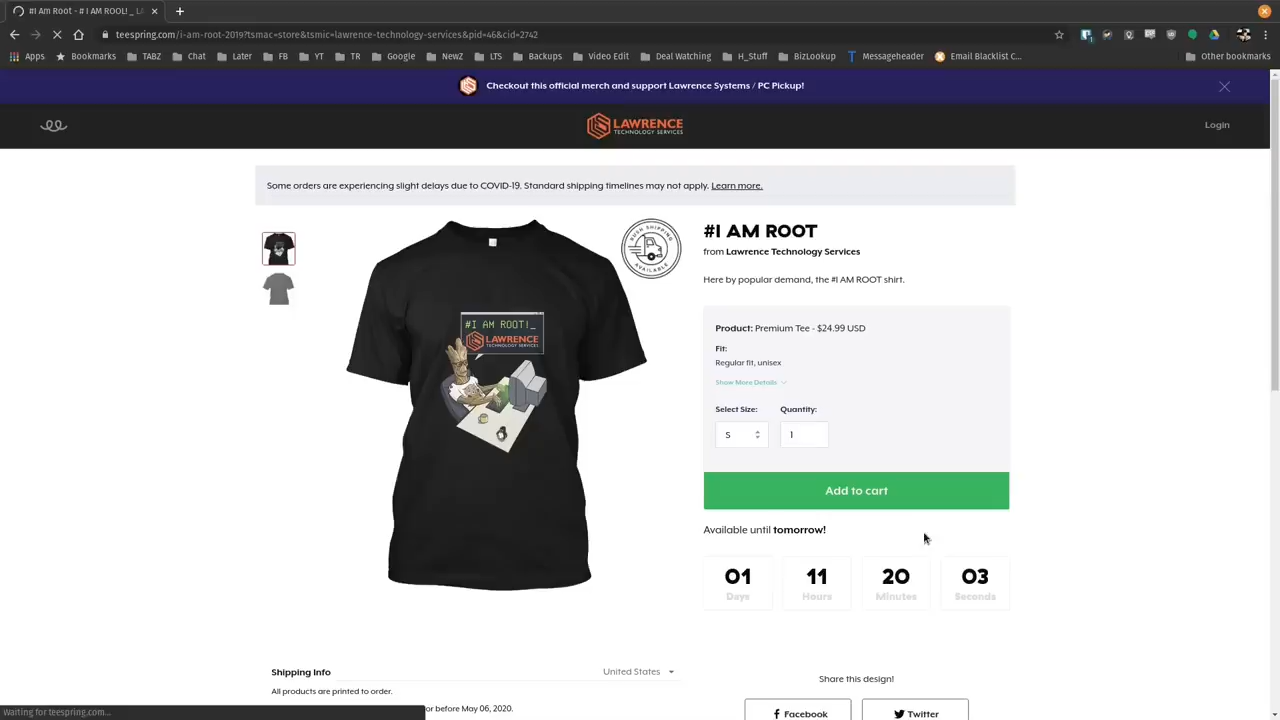 #I Am Root - # I AM ROOT!_ LA
teespring.com/i-am-root-2019?tsmac=store&tsmic=lawrence-technology-services&pid=46&cid=2742
Apps Bookmarks TABZ Chat Later FB YT TR Google NewZ LTS Backups Video Edit Deal Watching H_Stuff BizLookup Messageheader Email Blacklist C... Other bookmarks
Checkout this official merch and support Lawrence Systems / PC Pickup!
LAWRENCE
TECHNOLOGY SERVICES
Login
Some orders are experiencing slight delays due to COVID-19. Standard shipping timelines may not apply. Learn more.
RUSH SHIPPING
AVAILABLE
#I AM ROOT!_
LAWRENCE
TECHNOLOGY SERVICES
#I AM ROOT
from Lawrence Technology Services
Here by popular demand, the #I AM ROOT shirt.
Product: Premium Tee - $24.99 USD
Fit:
Regular fit, unisex
Show More Details
Select Size: Quantity:
S 1
Add to cart
Available until tomorrow!
01 11 20 03
Days Hours Minutes Seconds
Shipping Info United States
All products are printed to order.
or before May 06, 2020.
Share this design!
Facebook Twitter
Waiting for teespring.com...